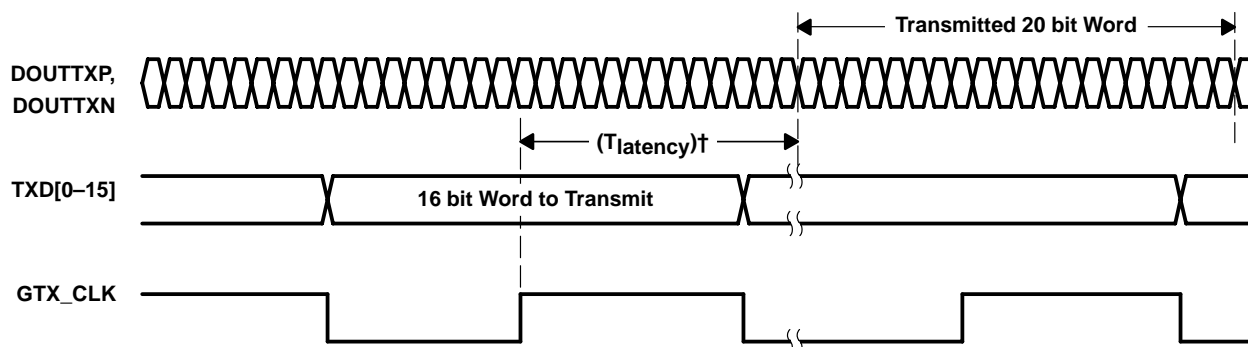 Transmitted 20 bit Word
DOUTTXP,
DOUTTXN
(Tlatency)†
TXD[0–15]
16 bit Word to Transmit
GTX_CLK